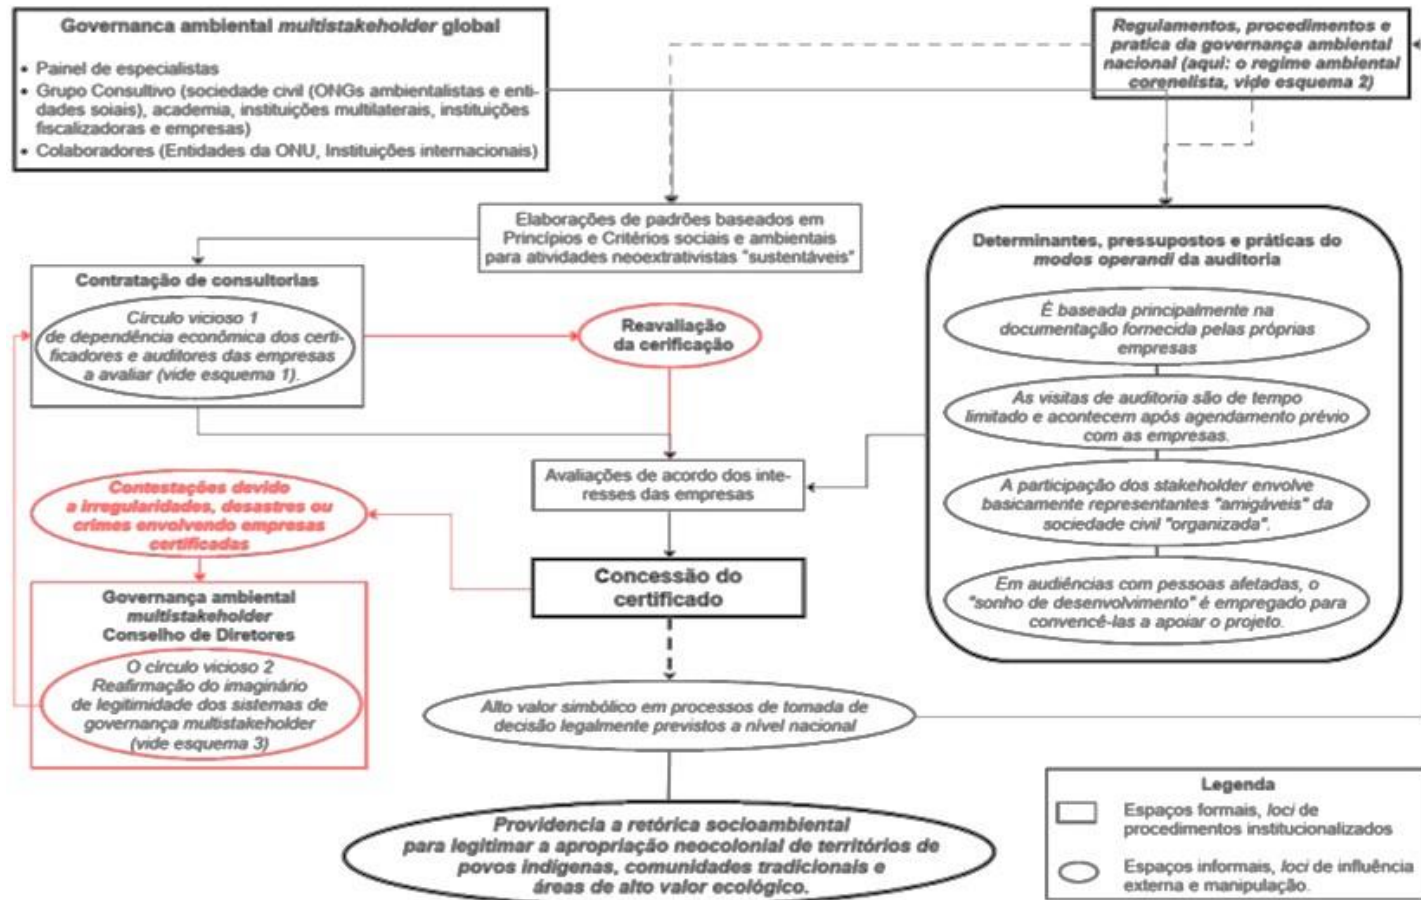 Governanca ambiental multistakeholder global
• Painel de especialistas
• Grupo Consultivo (sociedade civil (ONGs ambientalistas e enti-
dades soiais), academia, instituições multilaterais, instituições
fiscalizadoras e empresas)
• Colaboradores (Entidades da ONU, Instituições internacionais)
Regulamentos, procedimentos e
pratica da governança ambiental
nacional (aqui: o regime ambiental
corenelista, vide esquema 2)
Elaborações de padrões baseados em
Princípios e Critérios sociais e ambientais
para atividades neoextrativistas "sustentáveis"
Contratação de consultorias
Círculo vicioso 1
de dependência econômica dos certi-
ficadores e auditores das empresas
a avaliar (vide esquema 1).
Reavaliação
da cerificação
Determinantes, pressupostos e práticas do
modos operandi da auditoria
É baseada principalmente na
documentação fornecida pelas próprias
empresas
As visitas de auditoria são de tempo
limitado e acontecem após agendamento prévio
com as empresas.
A participação dos stakeholder envolve
basicamente representantes "amigáveis" da
sociedade civil "organizada".
Em audiências com pessoas afetadas, o
"sonho de desenvolvimento" é empregado para
convencê-las a apoiar o projeto.
Avaliações de acordo dos inte-
resses das empresas
Contestações devido
a irregularidades, desastres ou
crimes envolvendo empresas
certificadas
Concessão do
certificado
Governança ambiental
multistakeholder
Conselho de Diretores
O círculo vicioso 2
Reafirmação do imaginário
de legitimidade dos sistemas de
governança multistakeholder
(vide esquema 3)
Alto valor simbólico em processos de tomada de
decisão legalmente previstos a nível nacional
Providencia a retórica socioambiental
para legitimar a apropriação neocolonial de territórios de
povos indígenas, comunidades tradicionais e
áreas de alto valor ecológico.
Legenda
Espaços formais, loci de
procedimentos institucionalizados
Espaços informais, loci de influência
externa e manipulação.